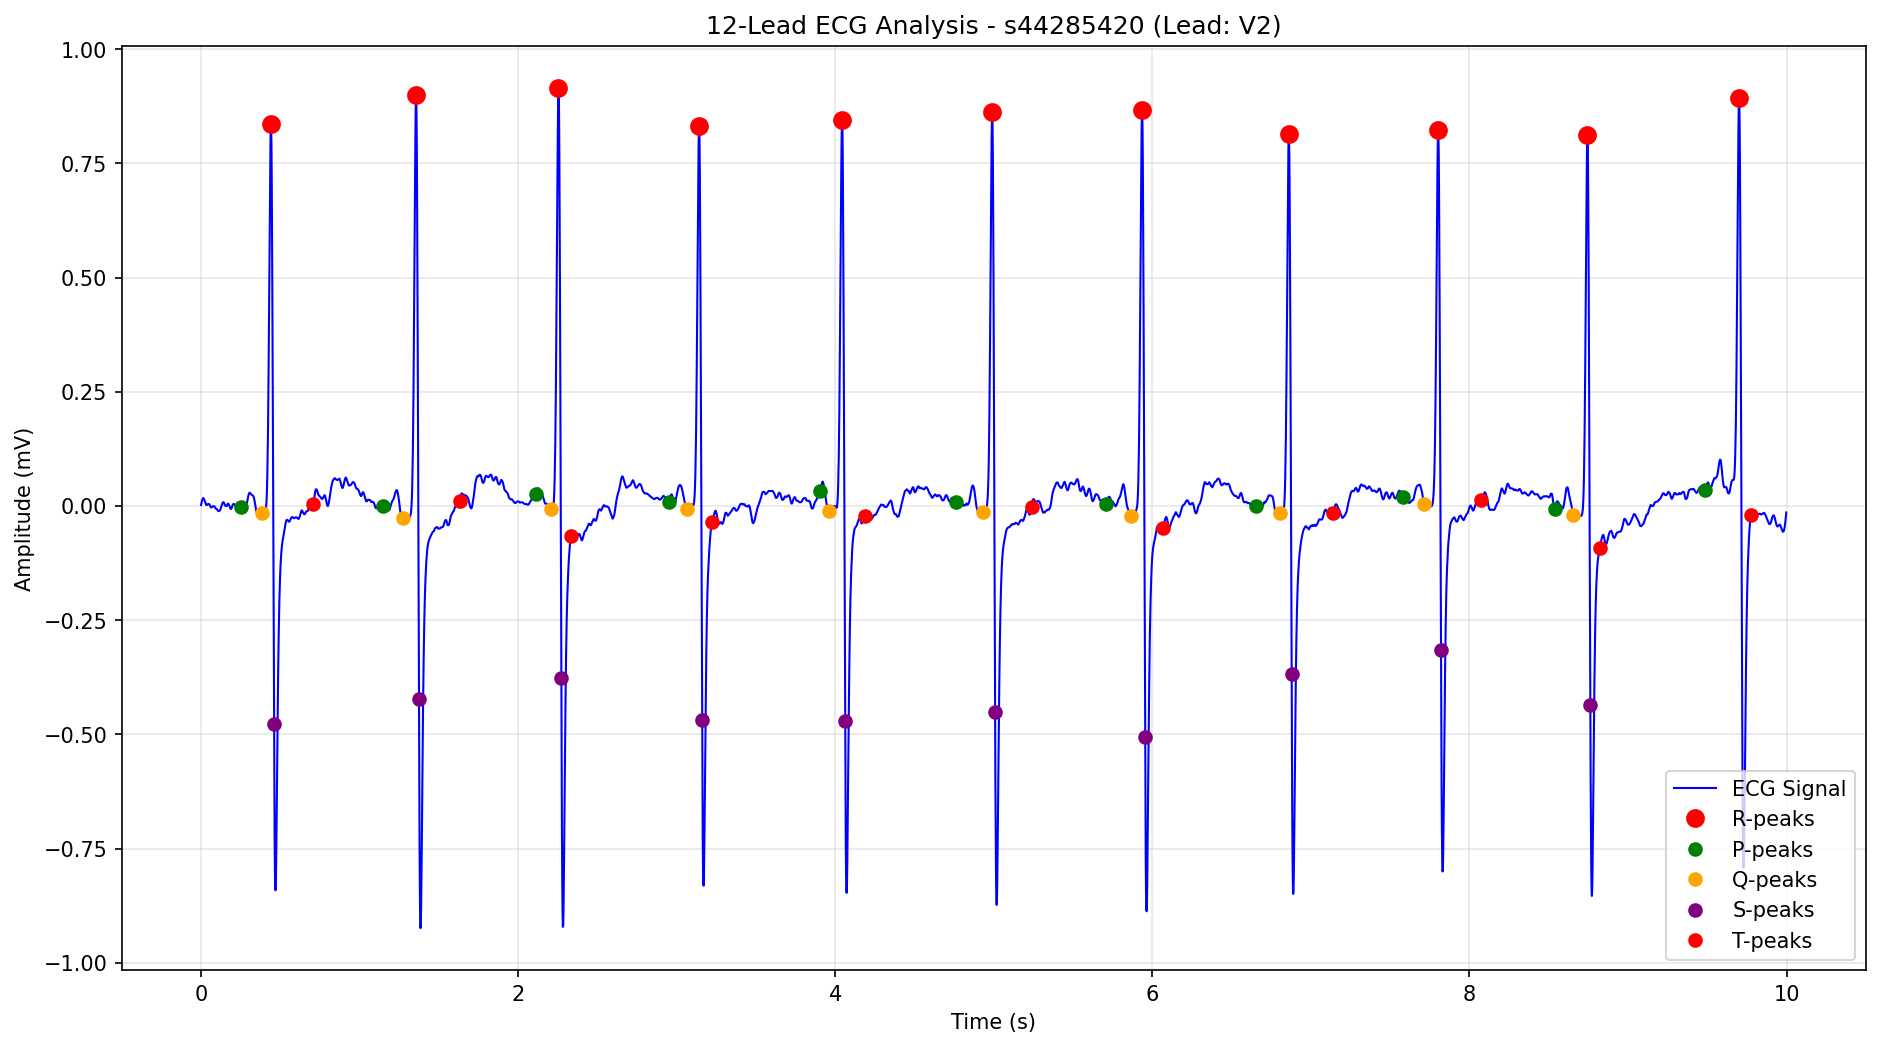 12-Lead ECG Analysis - s44285420 (Lead: V2)
Amplitude (mV)
1.00
0.75
0.50
0.25
0.00
−0.25
−0.50
−0.75
−1.00
ECG Signal
R-peaks
P-peaks
Q-peaks
S-peaks
T-peaks
0 2 4 6 8 10
Time (s)